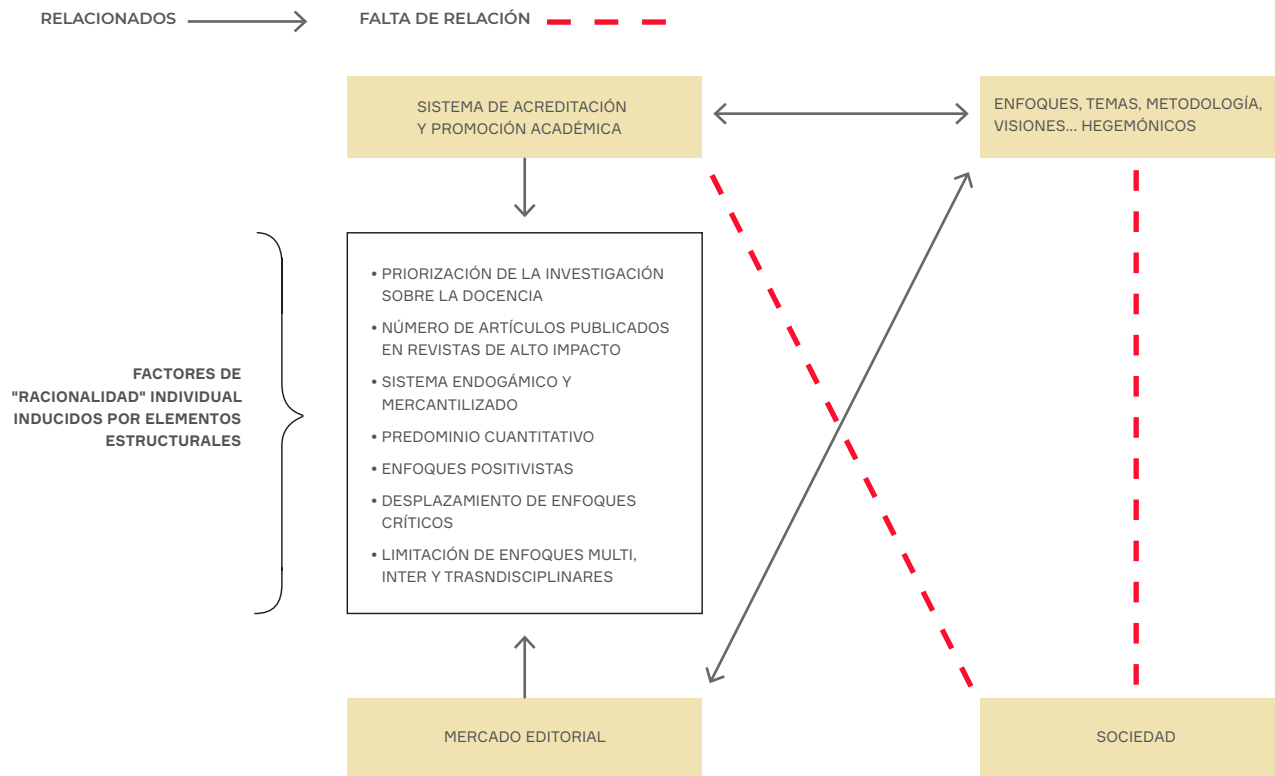 RELACIONADOS
FALTA DE RELACIÓN
SISTEMA DE ACREDITACIÓN
Y PROMOCIÓN ACADÉMICA
ENFOQUES, TEMAS, METODOLOGÍA,
VISIONES... HEGEMÓNICOS
FACTORES DE
"RACIONALIDAD" INDIVIDUAL
INDUCIDOS POR ELEMENTOS
ESTRUCTURALES
• PRIORIZACIÓN DE LA INVESTIGACIÓN
SOBRE LA DOCENCIA
• NÚMERO DE ARTÍCULOS PUBLICADOS
EN REVISTAS DE ALTO IMPACTO
• SISTEMA ENDOGÁMICO Y
MERCANTILIZADO
• PREDOMINIO CUANTITATIVO
• ENFOQUES POSITIVISTAS
• DESPLAZAMIENTO DE ENFOQUES
CRÍTICOS
• LIMITACIÓN DE ENFOQUES MULTI,
INTER Y TRASNDISCIPLINARES
MERCADO EDITORIAL
SOCIEDAD